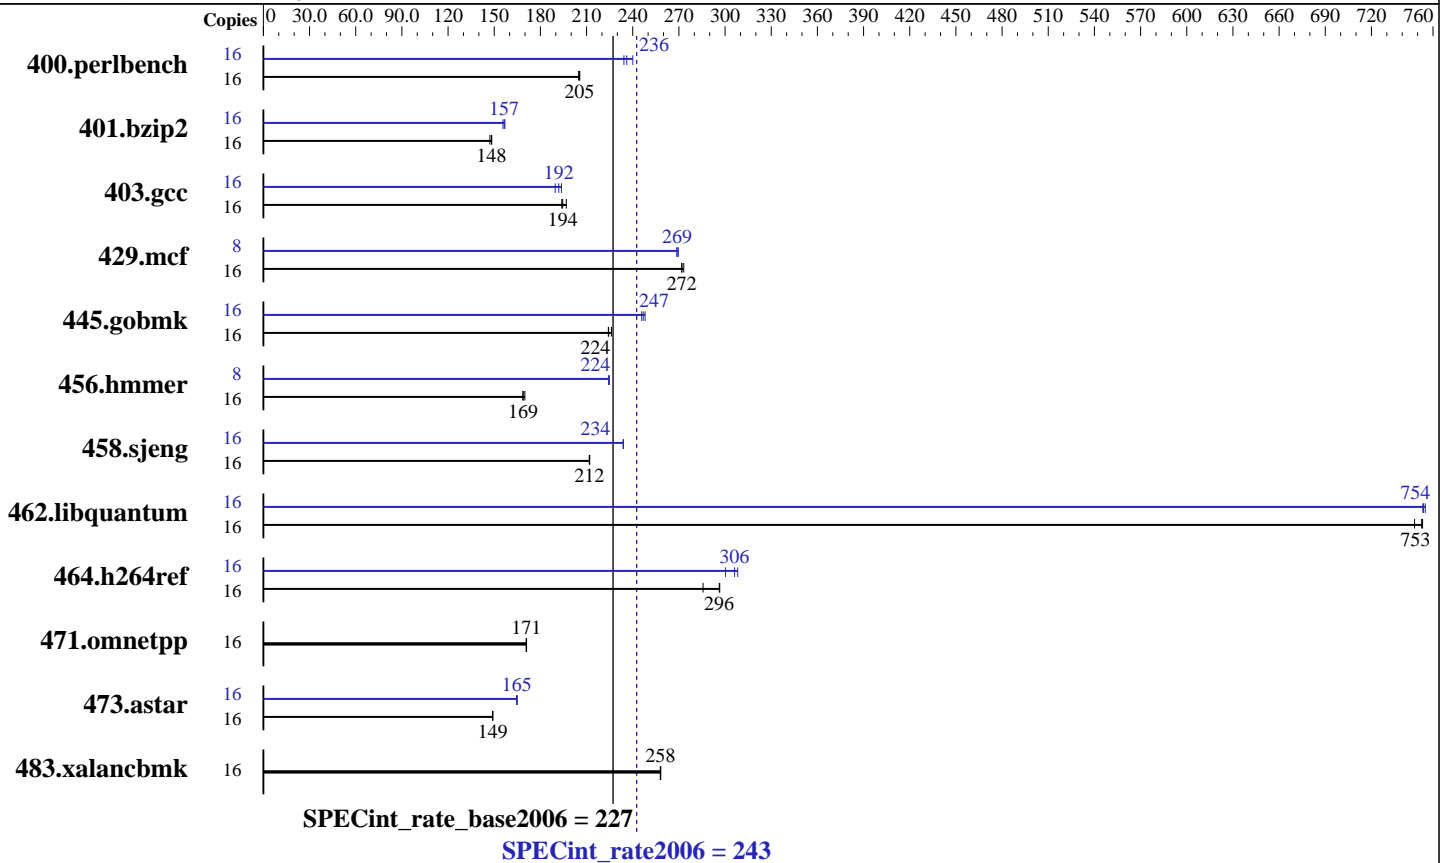 Copies 0 30.0 60.0 90.0 120 150 180 210 240 270 300 330 360 390 420 450 480 510 540 570 600 630 660 690 720 760
400.perlbench 16 236
16 205
401.bzip2 16 157
16 148
403.gcc 16 192
16 194
429.mcf 8 269
16 272
445.gobmk 16 247
16 224
456.hmmer 8 224
16 169
458.sjeng 16 234
16 212
462.libquantum 16 754
16 753
464.h264ref 16 306
16 296
471.omnetpp 16 171
473.astar 16 165
16 149
483.xalancbmk 16 258
SPECint_rate_base2006 = 227
SPECint_rate2006 = 243